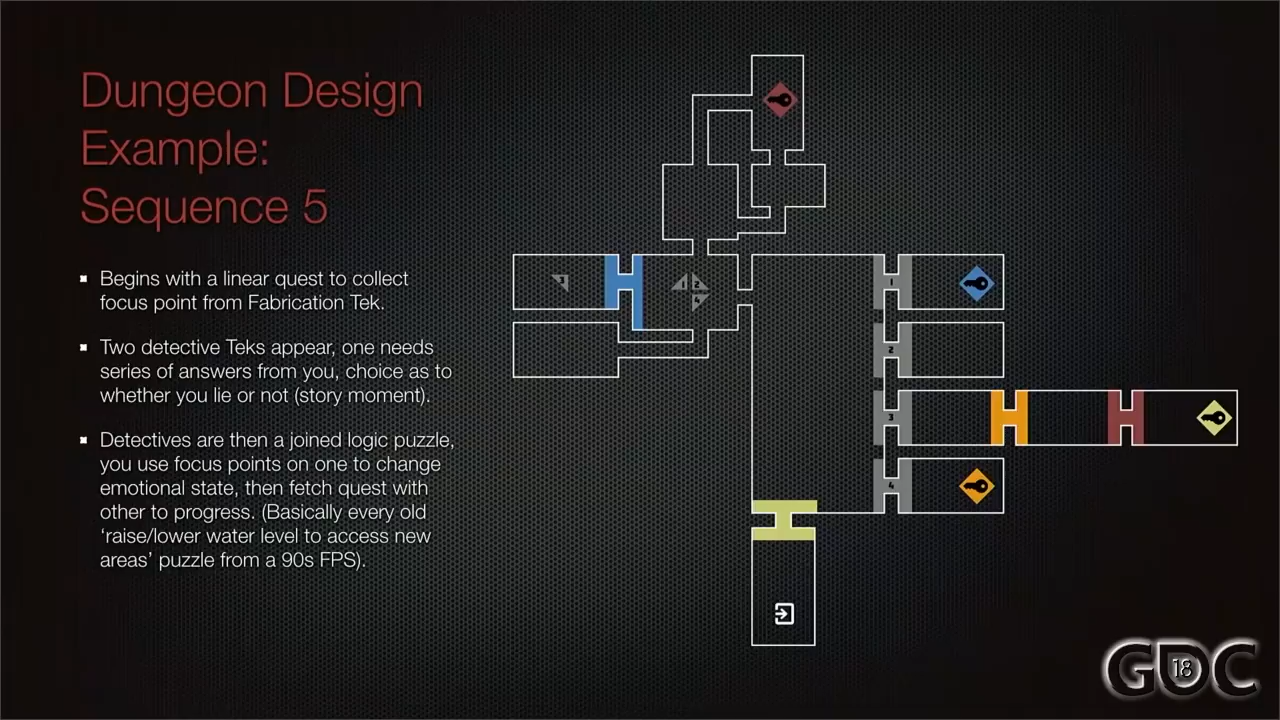 Dungeon Design
Example:
Sequence 5
Begins with a linear quest to collect
focus point from Fabrication Tek.
Two detective Teks appear, one needs
series of answers from you, choice as to
whether you lie or not (story moment).
Detectives are then a joined logic puzzle,
you use focus points on one to change
emotional state, then fetch quest with
other to progress. (Basically every old
‘raise/lower water level to access new
areas’ puzzle from a 90s FPS).
3
1
2
4
1
2
3
4
GDC
18